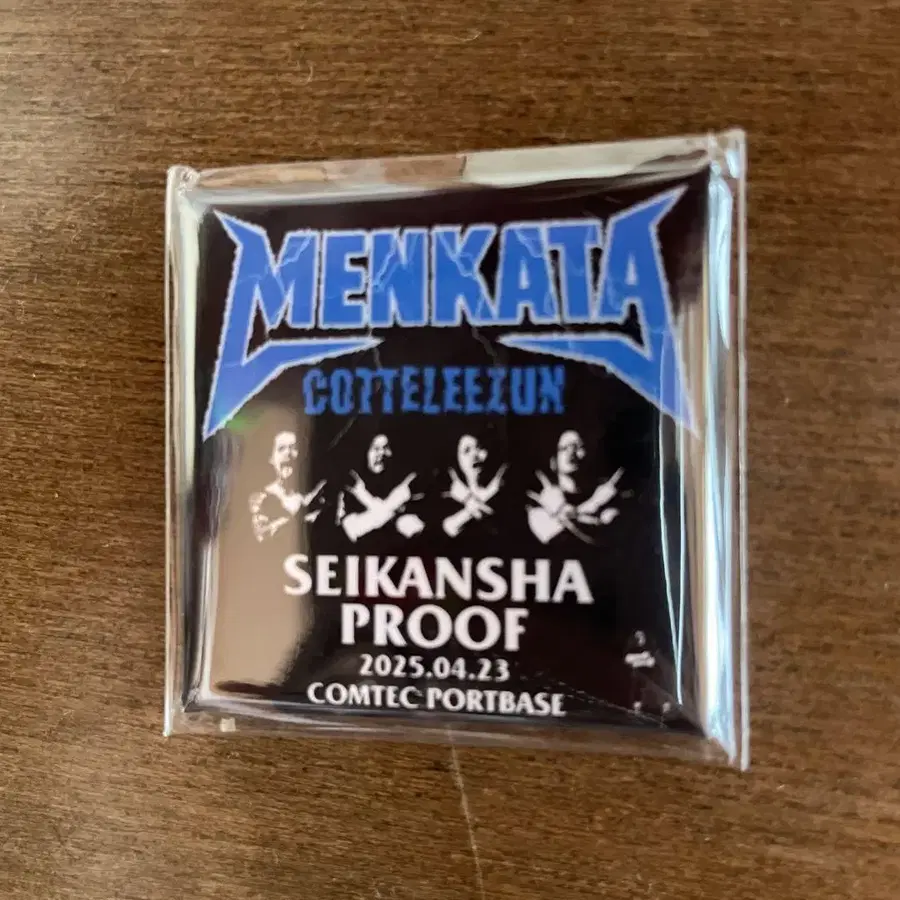 MENKATA
COTTELEEZUN
SEIKANSHA
PROOF
2025.04.23
COMTEC PORTBASE